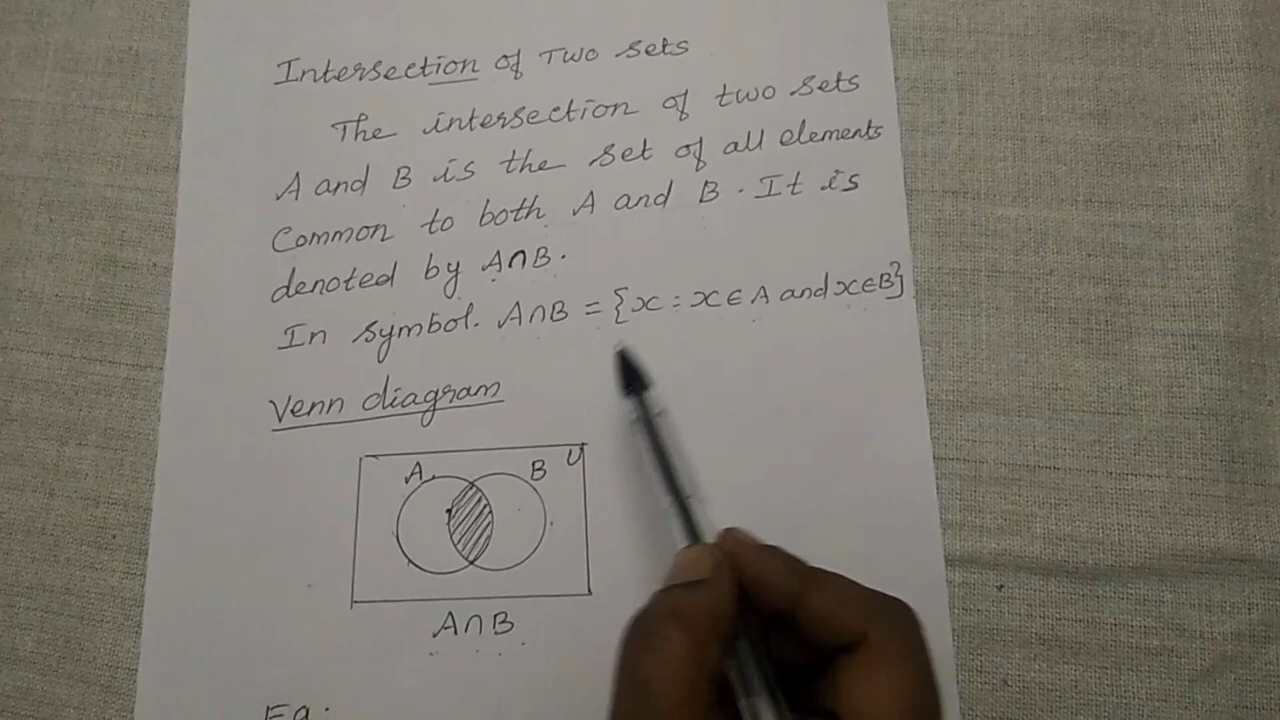 Intersection of Two Sets
The intersection of two sets
A and B is the set of all elements
Common to both A and B. It is
denoted by A∩B.
In symbol. A∩B = {x : x∈A and x∈B}
Venn diagram
U
A B
A∩B
Eg: